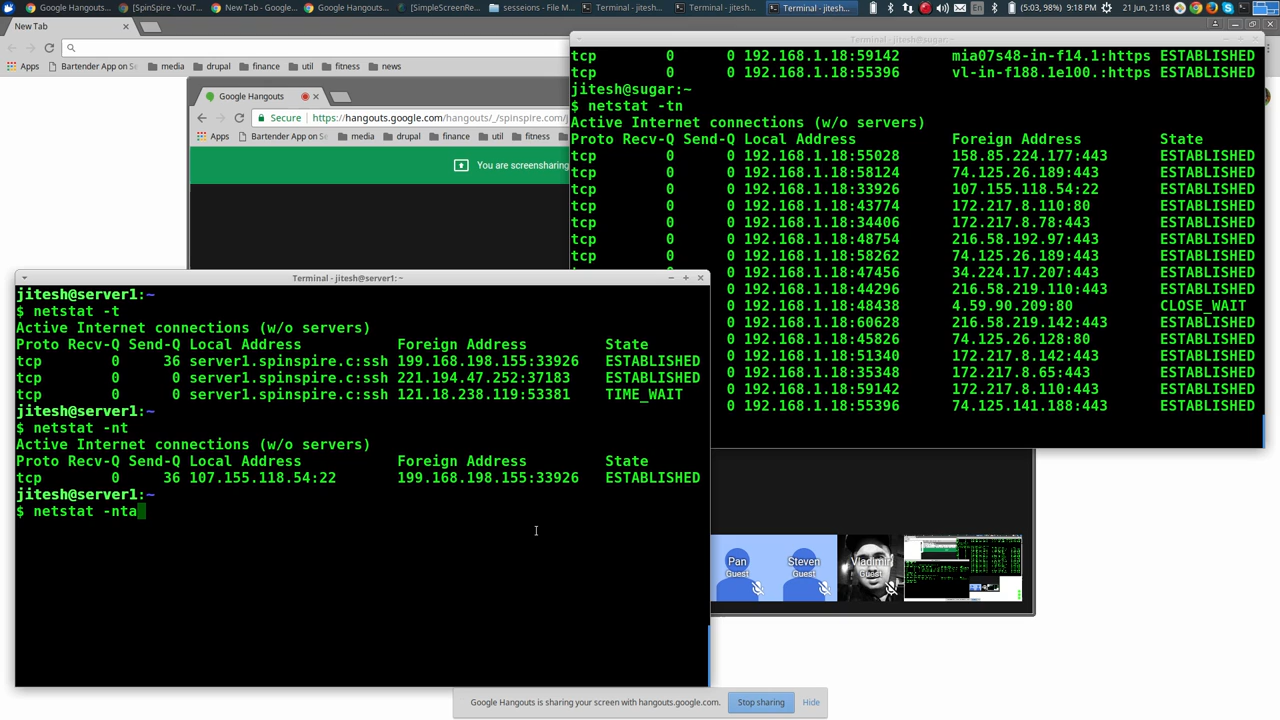 [SpinSpire - YouT...
New Tab - Google...
Google Hangouts...
[SimpleScreenRe...
sesseions - File M...
Terminal - jitesh...
Terminal - jitesh...
Terminal - jitesh...
En
(5:03, 98%)
9:18 PM
21 Jun, 21:18
New Tab
Apps
Bartender App on Se
media
drupal
finance
util
fitness
news
Google Hangouts
Secure
https://hangouts.google.com/hangouts/_/spinspire.com/j
Apps
Bartender App on Se
media
drupal
finance
util
fitness
You are screensharing
Terminal - jitesh@sugar: ~
tcp 0 0 192.168.1.18:59142 mia07s48-in-f14.1:https ESTABLISHED
tcp 0 0 192.168.1.18:55396 vl-in-f188.1e100.:https ESTABLISHED
jitesh@sugar:~
$ netstat -tn
Active Internet connections (w/o servers)
Proto Recv-Q Send-Q Local Address Foreign Address State
tcp 0 0 192.168.1.18:55028 158.85.224.177:443 ESTABLISHED
tcp 0 0 192.168.1.18:58124 74.125.26.189:443 ESTABLISHED
tcp 0 0 192.168.1.18:33926 107.155.118.54:22 ESTABLISHED
tcp 0 0 192.168.1.18:43774 172.217.8.110:80 ESTABLISHED
tcp 0 0 192.168.1.18:34406 172.217.8.78:443 ESTABLISHED
tcp 0 0 192.168.1.18:48754 216.58.192.97:443 ESTABLISHED
tcp 0 0 192.168.1.18:58262 74.125.26.189:443 ESTABLISHED
0 192.168.1.18:47456 34.224.17.207:443 ESTABLISHED
0 192.168.1.18:44296 216.58.219.110:443 ESTABLISHED
0 192.168.1.18:48438 4.59.90.209:80 CLOSE_WAIT
0 192.168.1.18:60628 216.58.219.142:443 ESTABLISHED
0 192.168.1.18:45826 74.125.26.128:80 ESTABLISHED
0 192.168.1.18:51340 172.217.8.142:443 ESTABLISHED
0 192.168.1.18:35348 172.217.8.65:443 ESTABLISHED
0 192.168.1.18:59142 172.217.8.110:443 ESTABLISHED
0 192.168.1.18:55396 74.125.141.188:443 ESTABLISHED
Terminal - jitesh@server1: ~
jitesh@server1:~
$ netstat -t
Active Internet connections (w/o servers)
Proto Recv-Q Send-Q Local Address Foreign Address State
tcp 0 36 server1.spinspire.c:ssh 199.168.198.155:33926 ESTABLISHED
tcp 0 0 server1.spinspire.c:ssh 221.194.47.252:37183 ESTABLISHED
tcp 0 0 server1.spinspire.c:ssh 121.18.238.119:53381 TIME_WAIT
jitesh@server1:~
$ netstat -nt
Active Internet connections (w/o servers)
Proto Recv-Q Send-Q Local Address Foreign Address State
tcp 0 36 107.155.118.54:22 199.168.198.155:33926 ESTABLISHED
jitesh@server1:~
$ netstat -nta
Pan
Guest
Steven
Guest
Vladimir
Guest
Google Hangouts is sharing your screen with hangouts.google.com.
Stop sharing
Hide